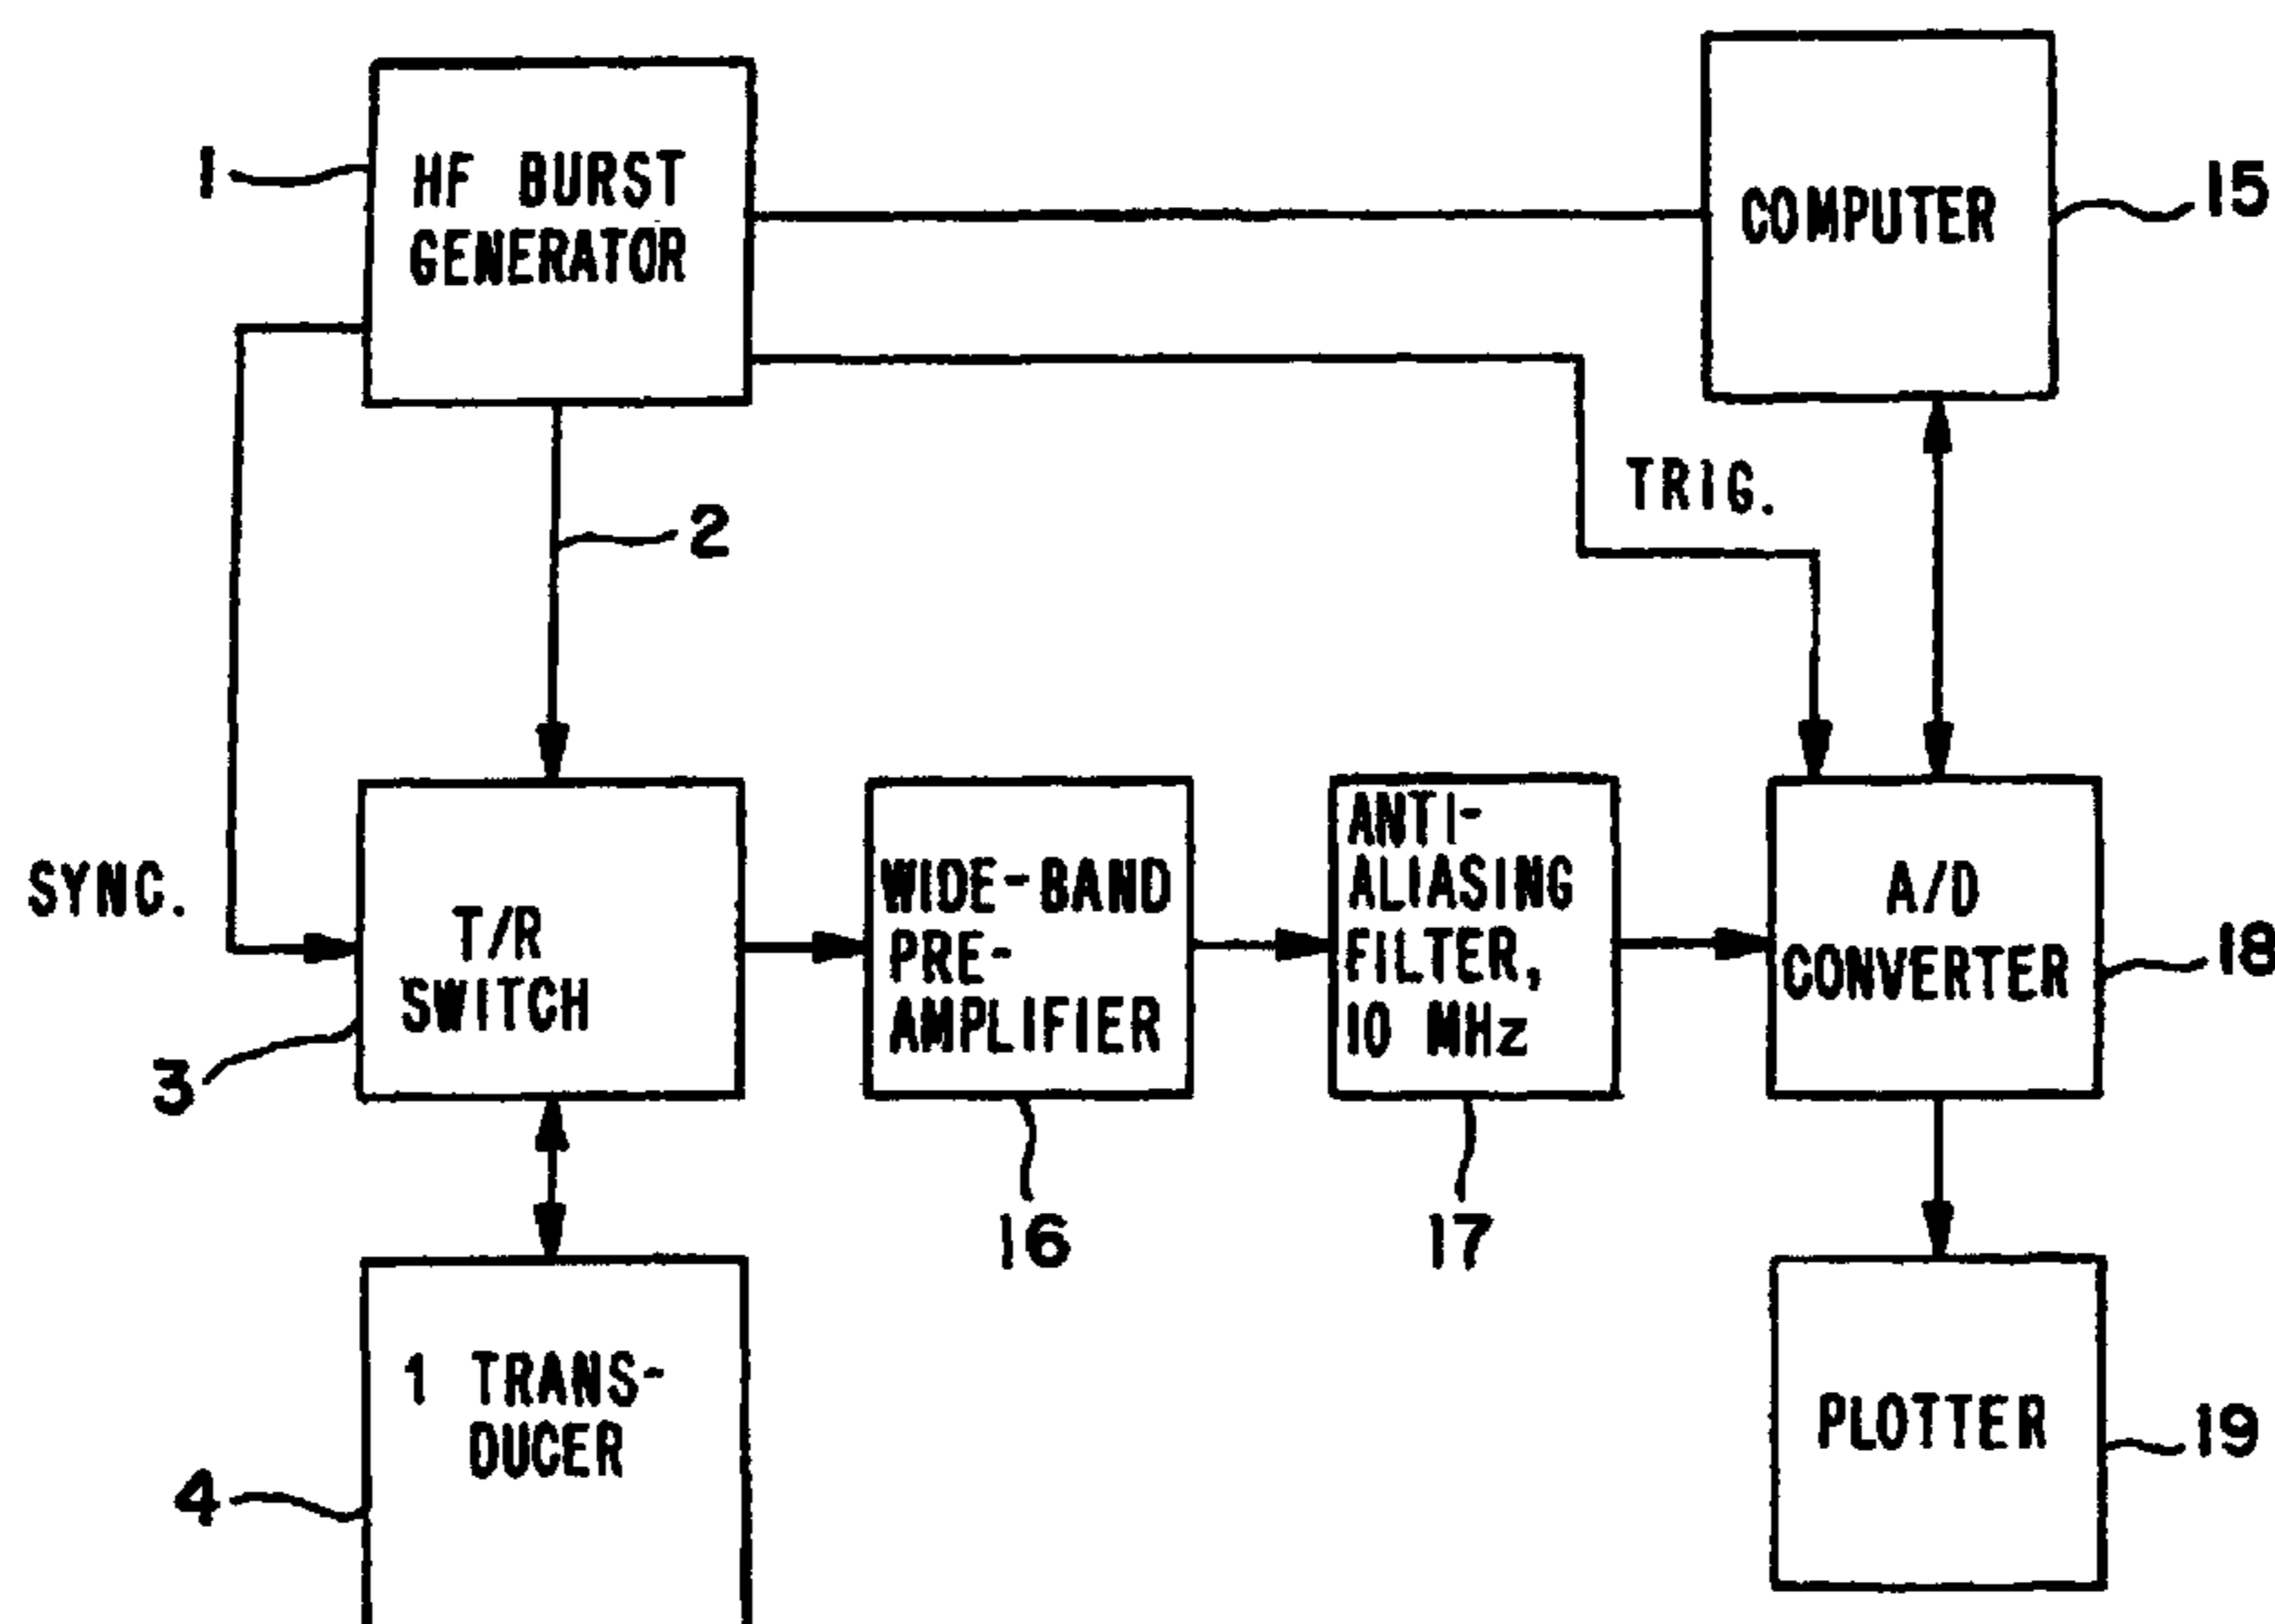 1
HF BURST
GENERATOR
COMPUTER
15
2
TRIG.
SYNC.
T/R
SWITCH
3
WIDE-BAND
PRE-
AMPLIFIER
16
ANTI-
ALIASING
FILTER,
10 MHz
17
A/D
CONVERTER
18
1 TRANS-
DUCER
4
PLOTTER
19